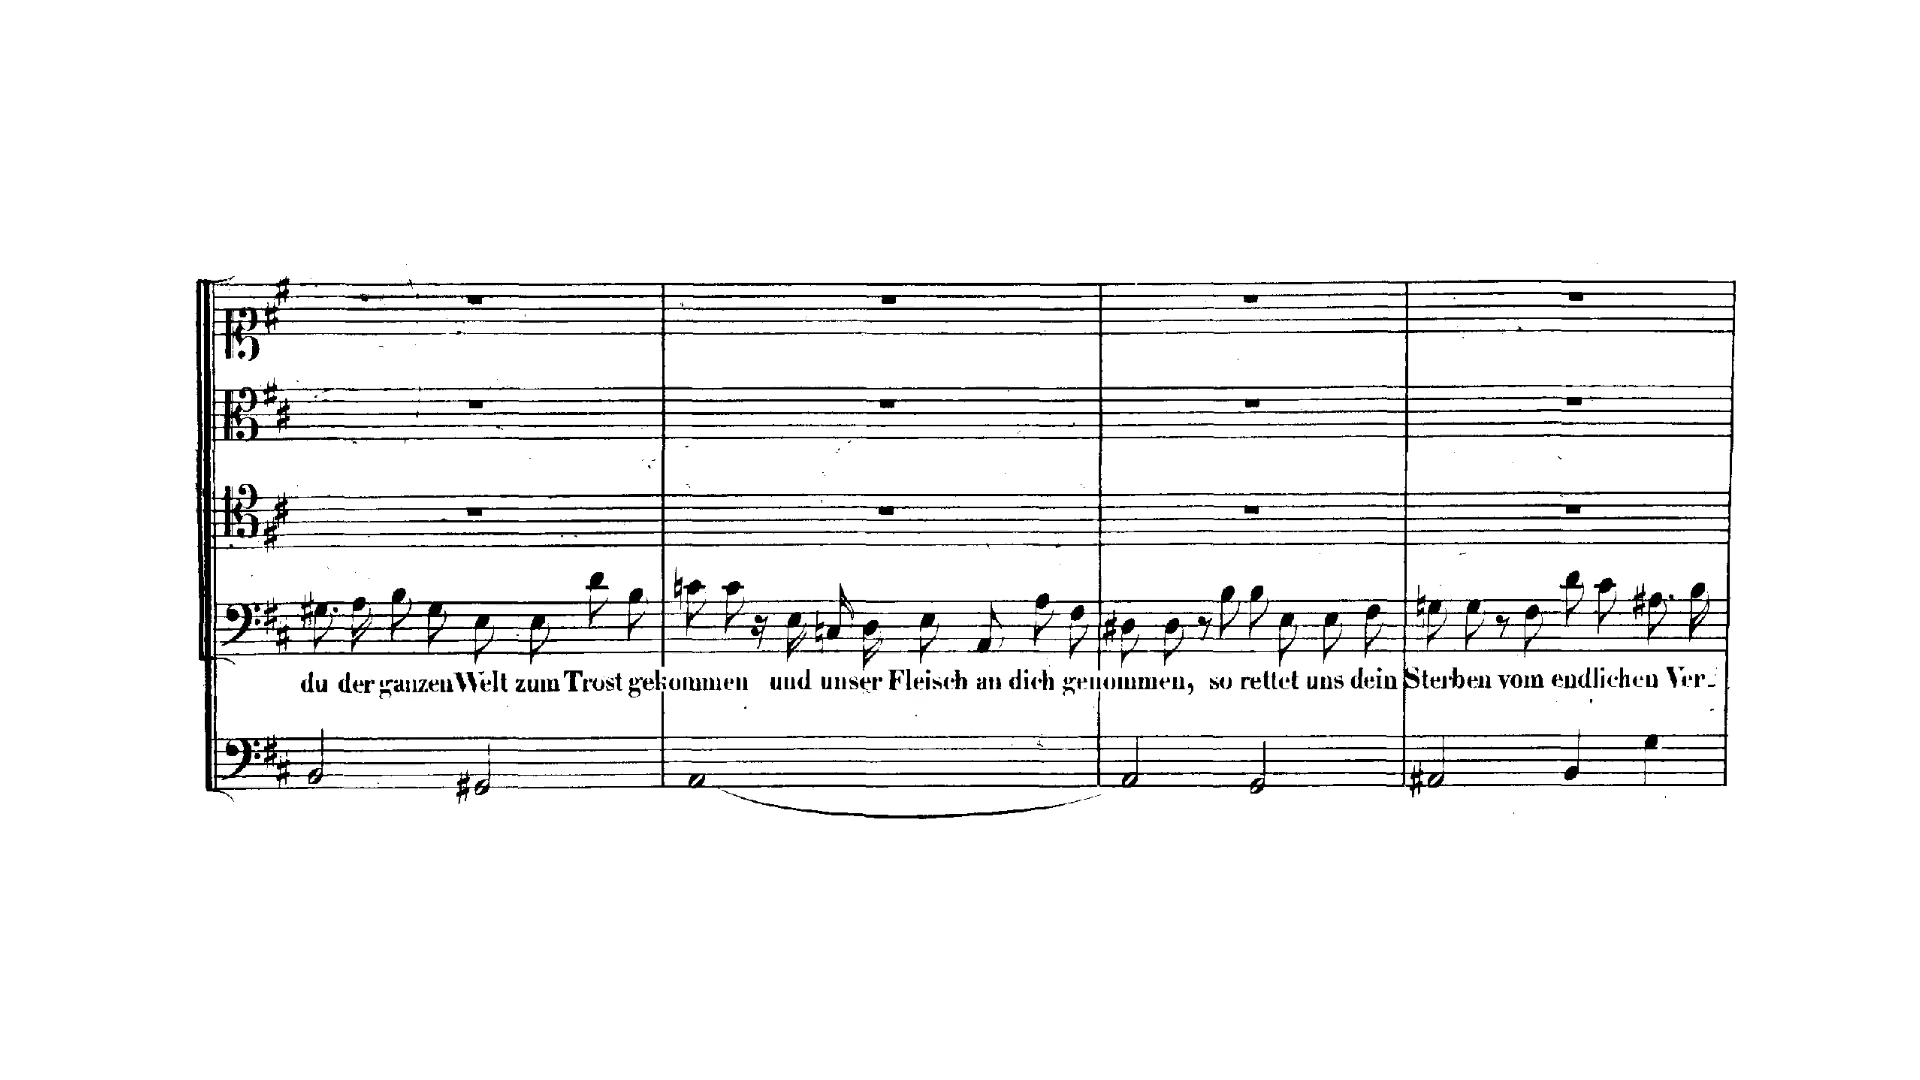 du der ganzen Welt zum Trost gekommen und unser Fleisch an dich genommen, so rettet uns dein Sterben vom endlichen Ver-